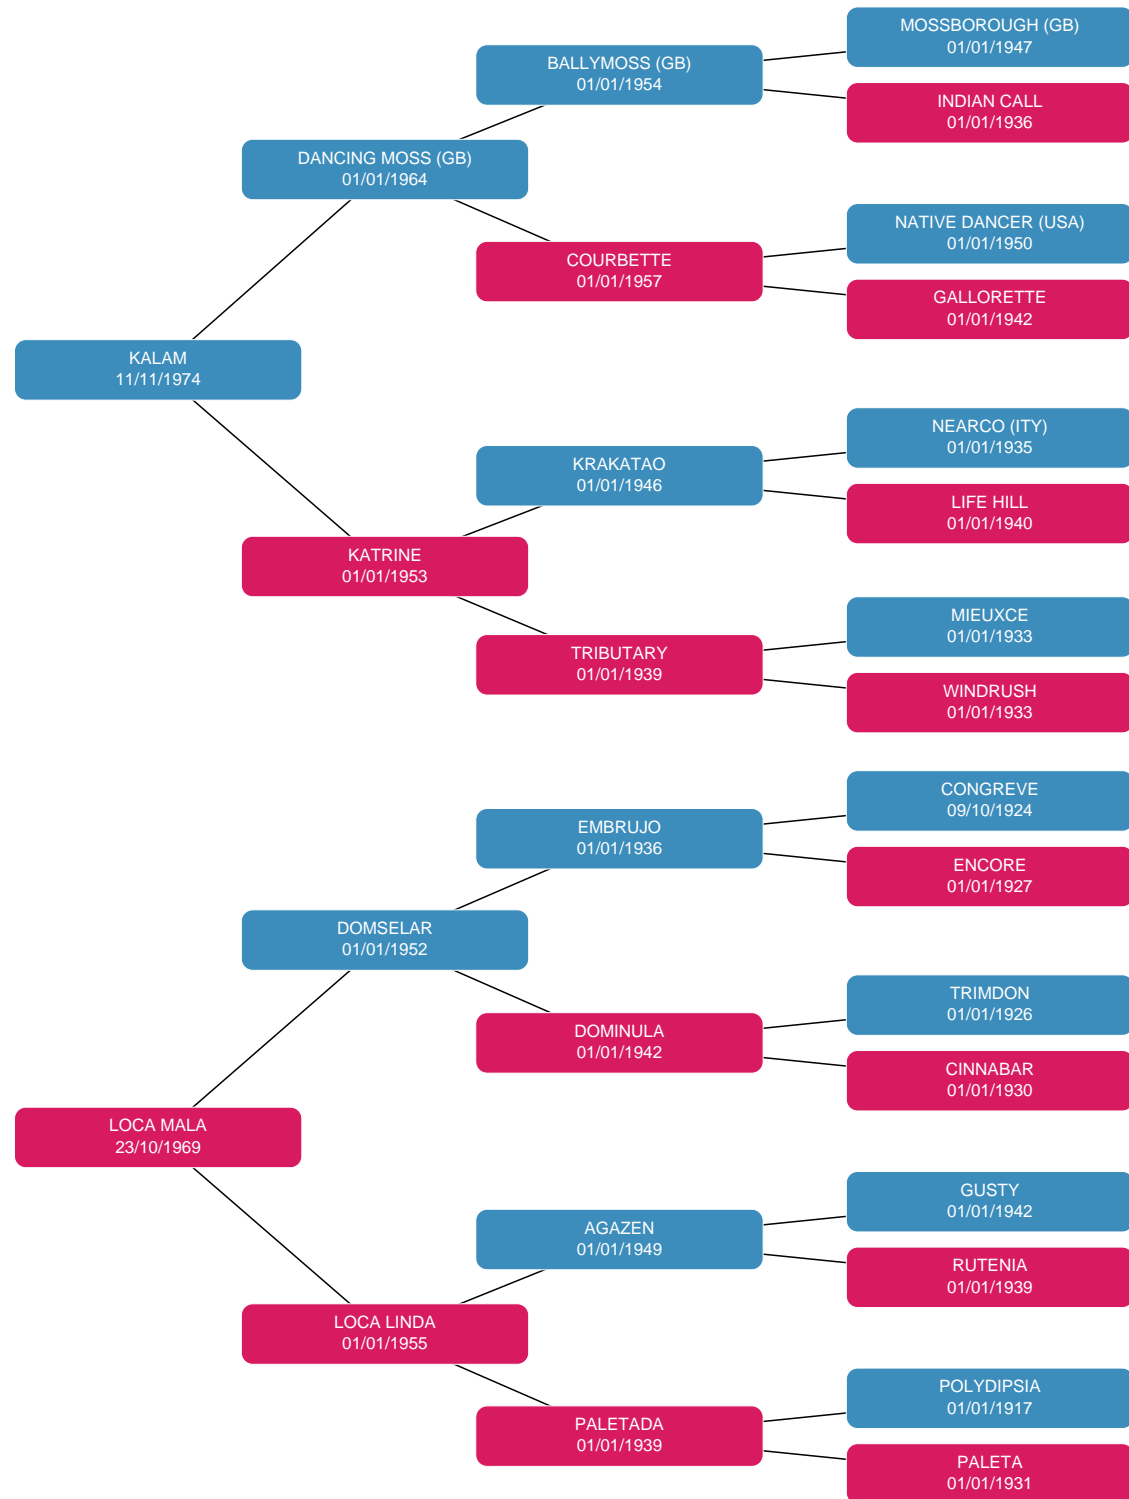 MOSSBOROUGH (GB)
01/01/1947
BALLYMOSS (GB)
01/01/1954
INDIAN CALL
01/01/1936
DANCING MOSS (GB)
01/01/1964
NATIVE DANCER (USA)
01/01/1950
COURBETTE
01/01/1957
GALLORETTE
01/01/1942
KALAM
11/11/1974
NEARCO (ITY)
01/01/1935
KRAKATAO
01/01/1946
LIFE HILL
01/01/1940
KATRINE
01/01/1953
MIEUXCE
01/01/1933
TRIBUTARY
01/01/1939
WINDRUSH
01/01/1933
CONGREVE
09/10/1924
EMBRUJO
01/01/1936
ENCORE
01/01/1927
DOMSELAR
01/01/1952
TRIMDON
01/01/1926
DOMINULA
01/01/1942
CINNABAR
01/01/1930
LOCA MALA
23/10/1969
GUSTY
01/01/1942
AGAZEN
01/01/1949
RUTENIA
01/01/1939
LOCA LINDA
01/01/1955
POLYDIPSIA
01/01/1917
PALETADA
01/01/1939
PALETA
01/01/1931